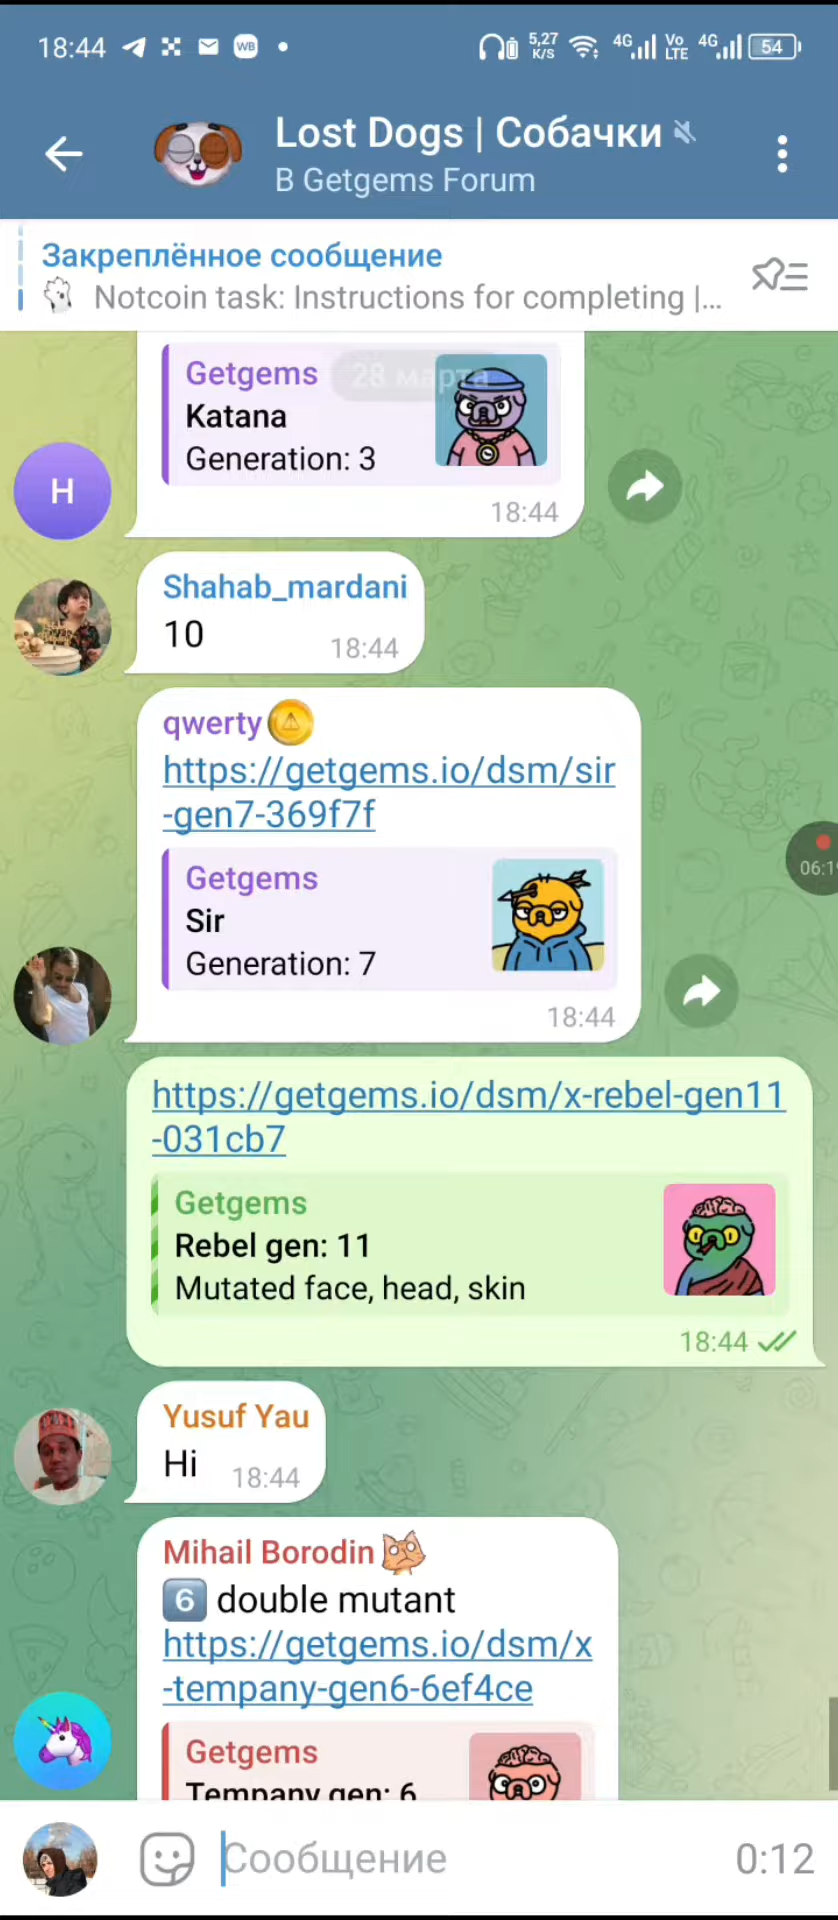 18:44
WB
5,27
K/S
4G
Vo
LTE
4G
54
Lost Dogs | Собачки
В Getgems Forum
Закреплённое сообщение
Notcoin task: Instructions for completing |...
28 марта
Getgems
Katana
Generation: 3
18:44
H
Shahab_mardani
10
18:44
qwerty
https://getgems.io/dsm/sir
-gen7-369f7f
Getgems
Sir
Generation: 7
18:44
06:1
https://getgems.io/dsm/x-rebel-gen11
-031cb7
Getgems
Rebel gen: 11
Mutated face, head, skin
18:44
Yusuf Yau
Hi
18:44
Mihail Borodin
6 double mutant
https://getgems.io/dsm/x
-tempany-gen6-6ef4ce
Getgems
Tempany gen: 6
Сообщение
0:12